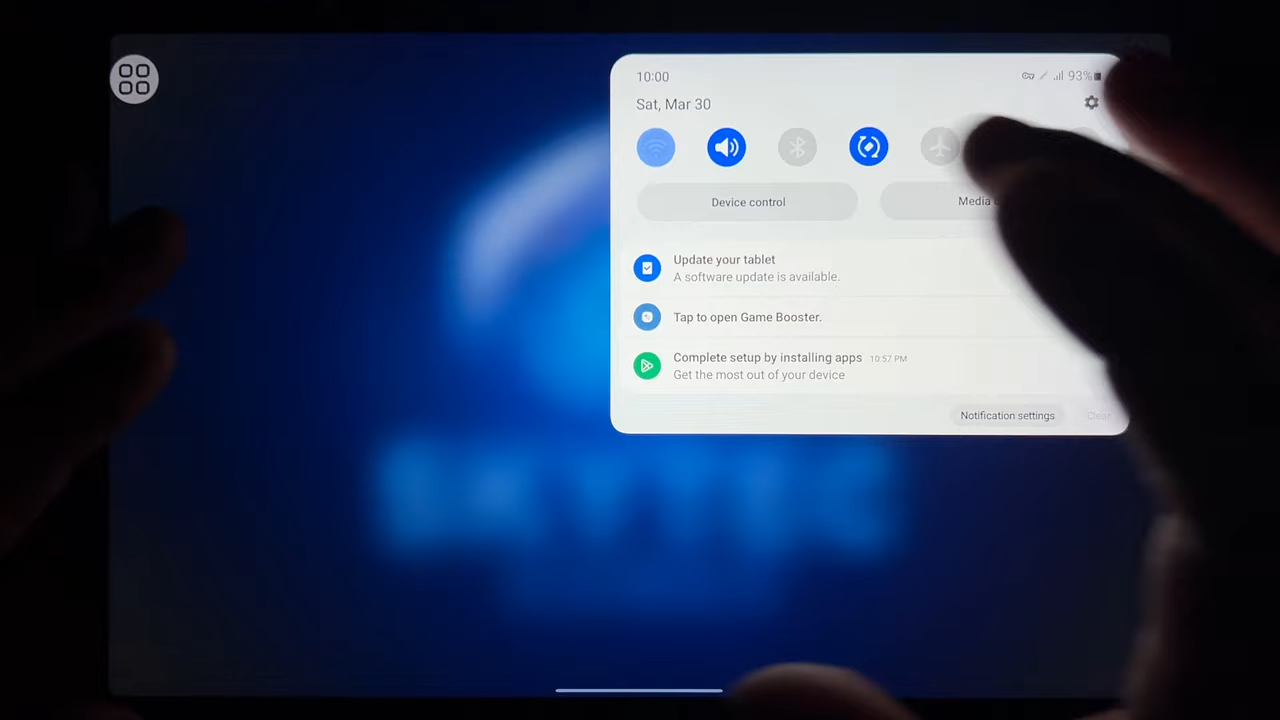 10:00
93%
Sat, Mar 30
Device control
Media
Update your tablet
A software update is available.
Tap to open Game Booster.
Complete setup by installing apps 10:57 PM
Get the most out of your device
Notification settings
Clear